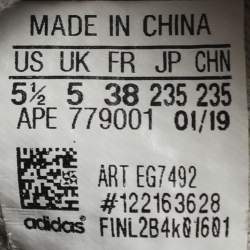 MADE IN CHINA
US UK FR JP CHN
5½ 5 38 235 235
APE 779001 01/19
ART EG7492
#122163628
adidas FINL2B4k01601